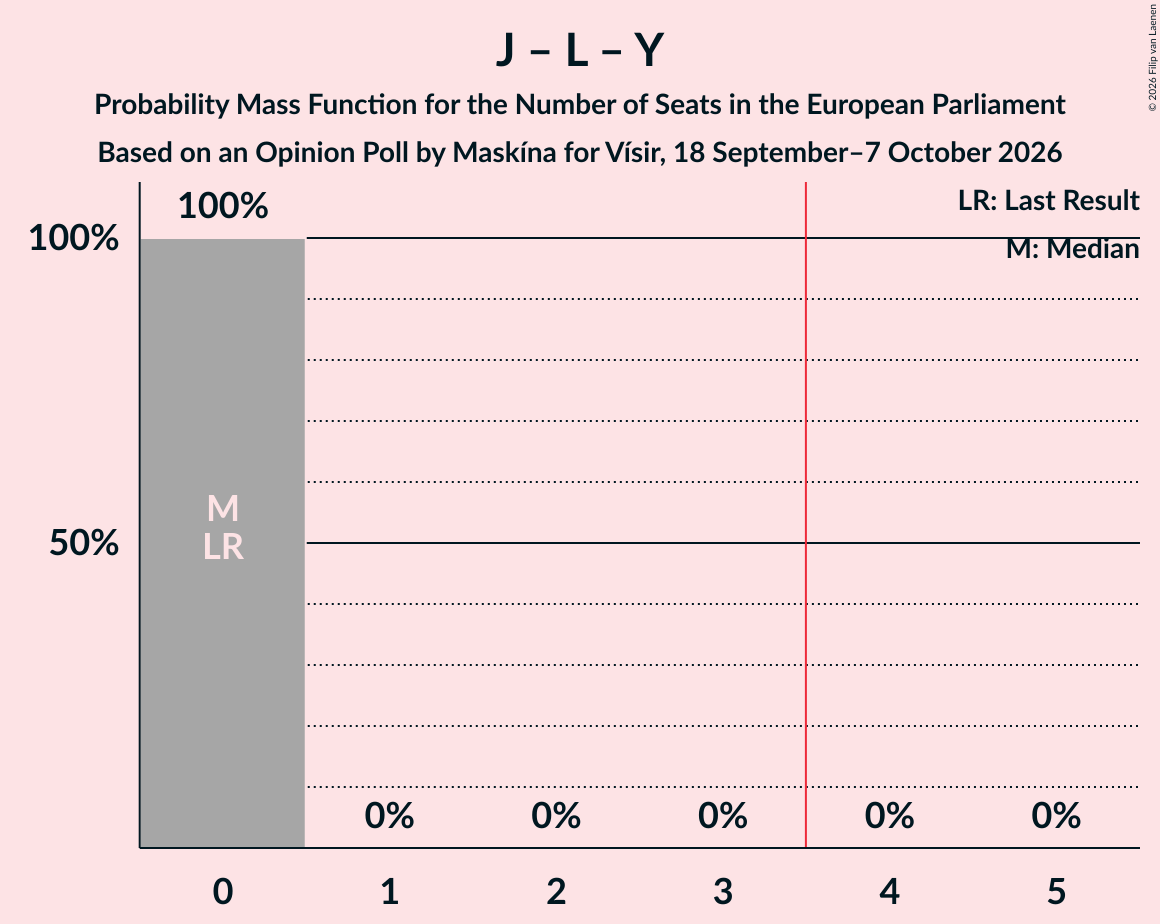 J – L – Y
Probability Mass Function for the Number of Seats in the European Parliament
Based on an Opinion Poll by Maskína for Vísir, 18 September–7 October 2026
© 2026 Filip van Laenen
LR: Last Result
M: Median
100%
100%
50%
M
LR
0% 0% 0% 0% 0%
0 1 2 3 4 5